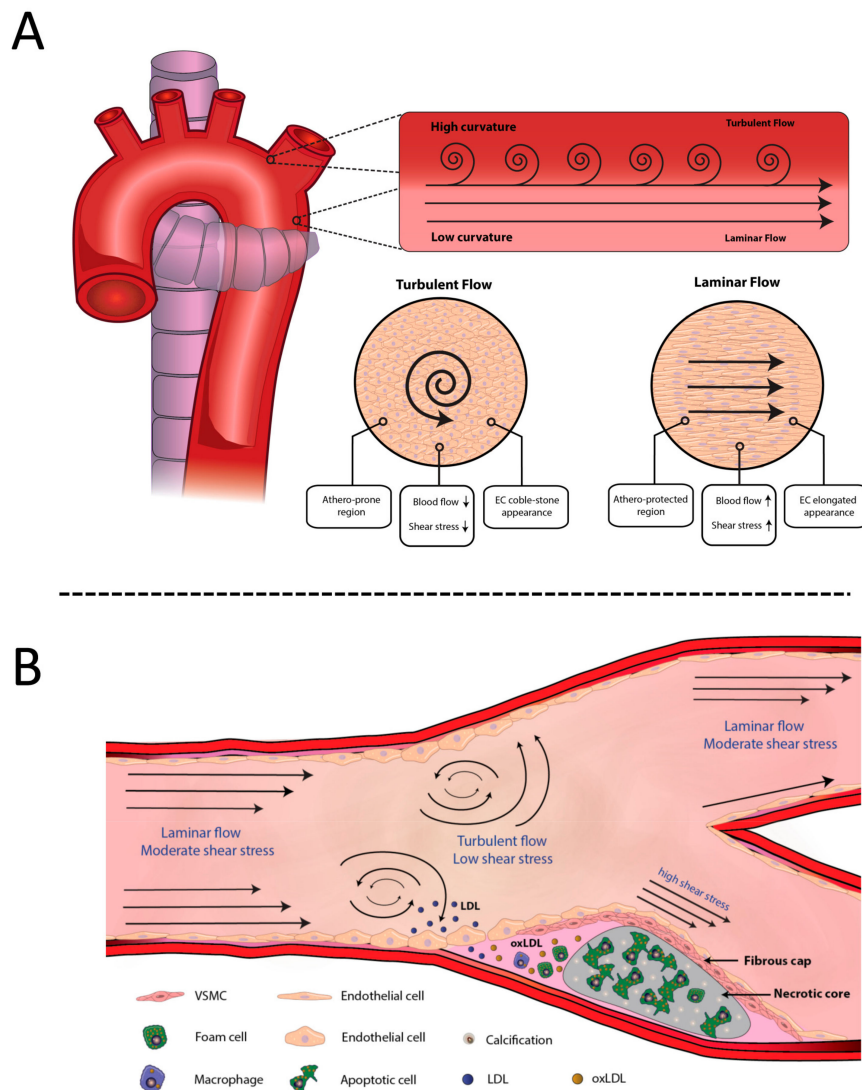 A
High curvature
Turbulent Flow
Low curvature
Laminar Flow
Turbulent Flow
Laminar Flow
Athero-prone
region
Blood flow ↓
Shear stress ↓
EC coble-stone
appearance
Athero-protected
region
Blood flow ↑
Shear stress ↑
EC elongated
appearance
B
Laminar flow
Moderate shear stress
Laminar flow
Moderate shear stress
Turbulent flow
Low shear stress
high shear stress
LDL
oxLDL
Fibrous cap
Necrotic core
VSMC
Endothelial cell
Foam cell
Endothelial cell
Calcification
Macrophage
Apoptotic cell
LDL
oxLDL